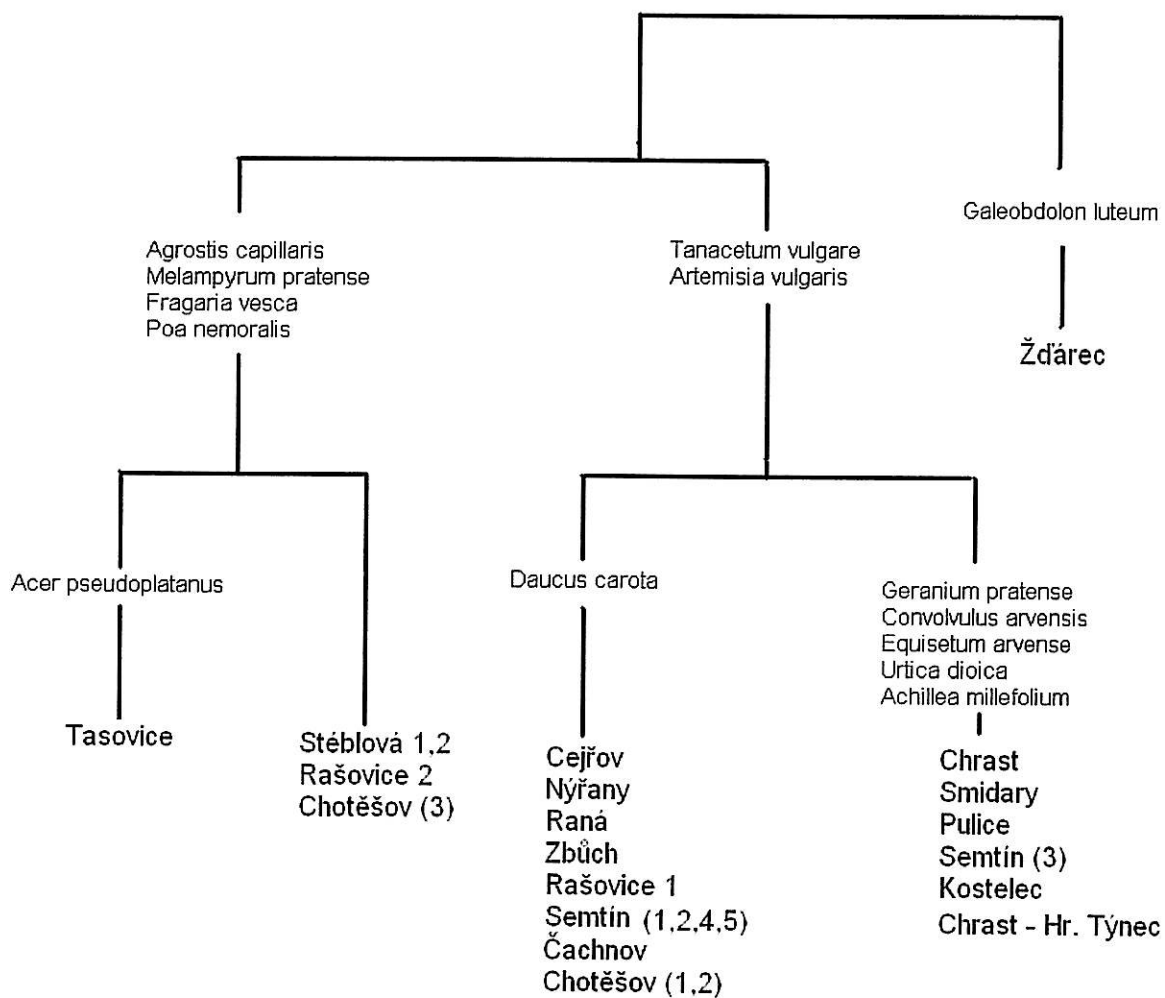 Galeobdolon luteum
Agrostis capillaris
Melampyrum pratense
Fragaria vesca
Poa nemoralis
Tanacetum vulgare
Artemisia vulgaris
Žďárec
Acer pseudoplatanus
Daucus carota
Geranium pratense
Convolvulus arvensis
Equisetum arvense
Urtica dioica
Achillea millefolium
Tasovice
Stéblová 1,2
Rašovice 2
Chotěšov (3)
Cejřov
Nýřany
Raná
Zbůch
Rašovice 1
Semtín (1,2,4,5)
Čachnov
Chotěšov (1,2)
Chrast
Smidary
Pulice
Semtín (3)
Kostelec
Chrast - Hr. Týnec